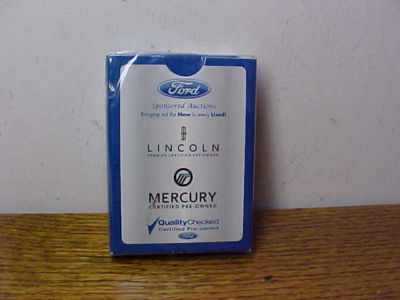 Ford
Sponsored Auctions
Bringing out the New in every Used!
LINCOLN
PREMIER CERTIFIED PRE-OWNED
MERCURY
CERTIFIED PRE-OWNED
QualityChecked
Certified Pre-owned
Ford